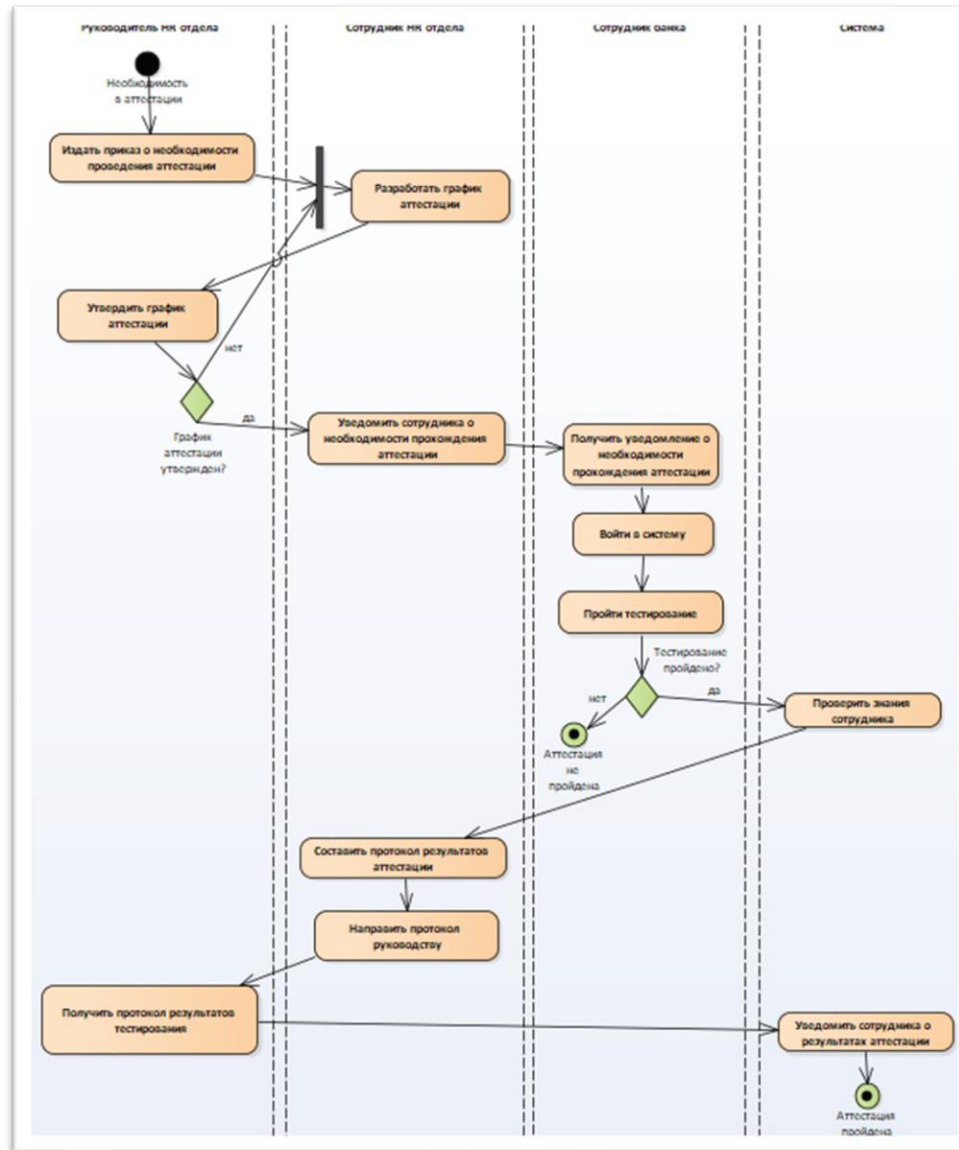 Руководитель HR отдела
Сотрудник HR отдела
Сотрудник банка
Система
Необходимость
в аттестации
Издать приказ о необходимости
проведения аттестации
Разработать график
аттестации
Утвердить график
аттестации
нет
да
График
аттестации
утвержден?
Уведомить сотрудника о
необходимости прохождения
аттестации
Получить уведомление о
необходимости
прохождения аттестации
Войти в систему
Пройти тестирование
Тестирование
пройдено?
нет
да
Проверить знания
сотрудника
Аттестация
не
пройдена
Составить протокол результатов
аттестации
Направить протокол
руководству
Получить протокол результатов
тестирования
Уведомить сотрудника о
результатах аттестации
Аттестация
пройдена